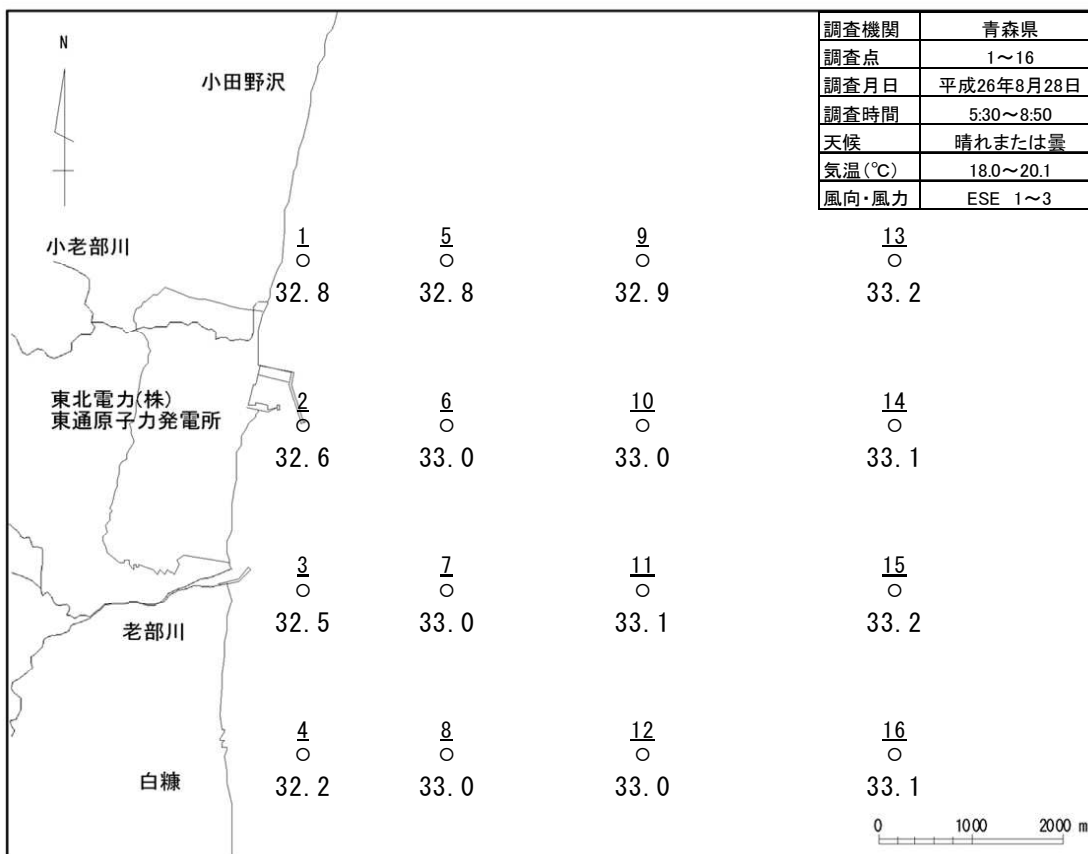 調査機関 青森県
調査点 1～16
調査月日 平成26年8月28日
調査時間 5:30～8:50
天候 晴れまたは曇
気温(℃) 18.0～20.1
風向・風力 ESE 1～3
N
小田野沢
小老部川
1 5 9 13
32.8 32.8 32.9 33.2
東北電力(株)
東通原子力発電所
2 6 10 14
32.6 33.0 33.0 33.1
3 7 11 15
32.5 33.0 33.1 33.2
老部川
4 8 12 16
32.2 33.0 33.0 33.1
白糠
0 1000 2000 m